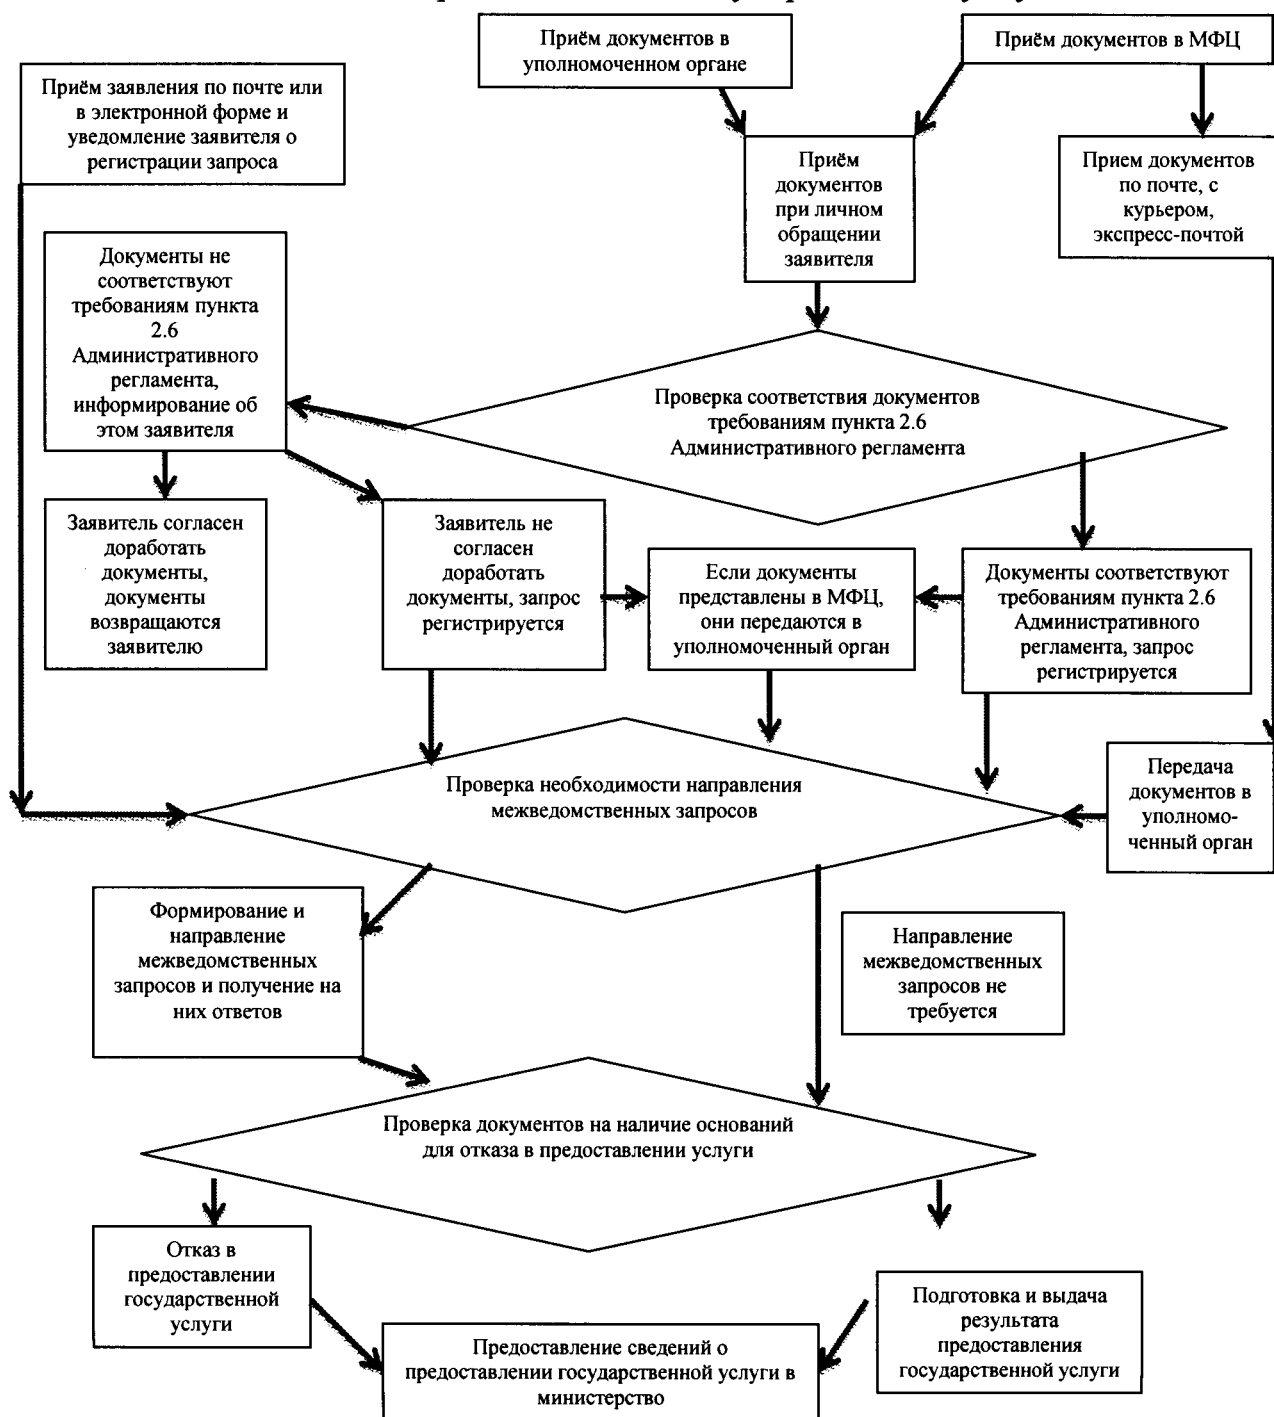 Приём документов в
уполномоченном органе
Приём документов в МФЦ
Приём заявления по почте или
в электронной форме и
уведомление заявителя о
регистрации запроса
Приём
документов
при личном
обращении
заявителя
Прием документов
по почте, с
курьером,
экспресс-почтой
Документы не
соответствуют
требованиям пункта
2.6
Административного
регламента,
информирование об
этом заявителя
Проверка соответствия документов
требованиям пункта 2.6
Административного регламента
Заявитель согласен
доработать
документы,
документы
возвращаются
заявителю
Заявитель не
согласен
доработать
документы, запрос
регистрируется
Если документы
представлены в МФЦ,
они передаются в
уполномоченный орган
Документы соответствуют
требованиям пункта 2.6
Административного
регламента, запрос
регистрируется
Проверка необходимости направления
межведомственных запросов
Передача
документов в
уполномо-
ченный орган
Формирование и
направление
межведомственных
запросов и получение на
них ответов
Направление
межведомственных
запросов не
требуется
Проверка документов на наличие оснований
для отказа в предоставлении услуги
Отказ в
предоставлении
государственной
услуги
Подготовка и выдача
результата
предоставления
государственной услуги
Предоставление сведений о
предоставлении государственной услуги в
министерство